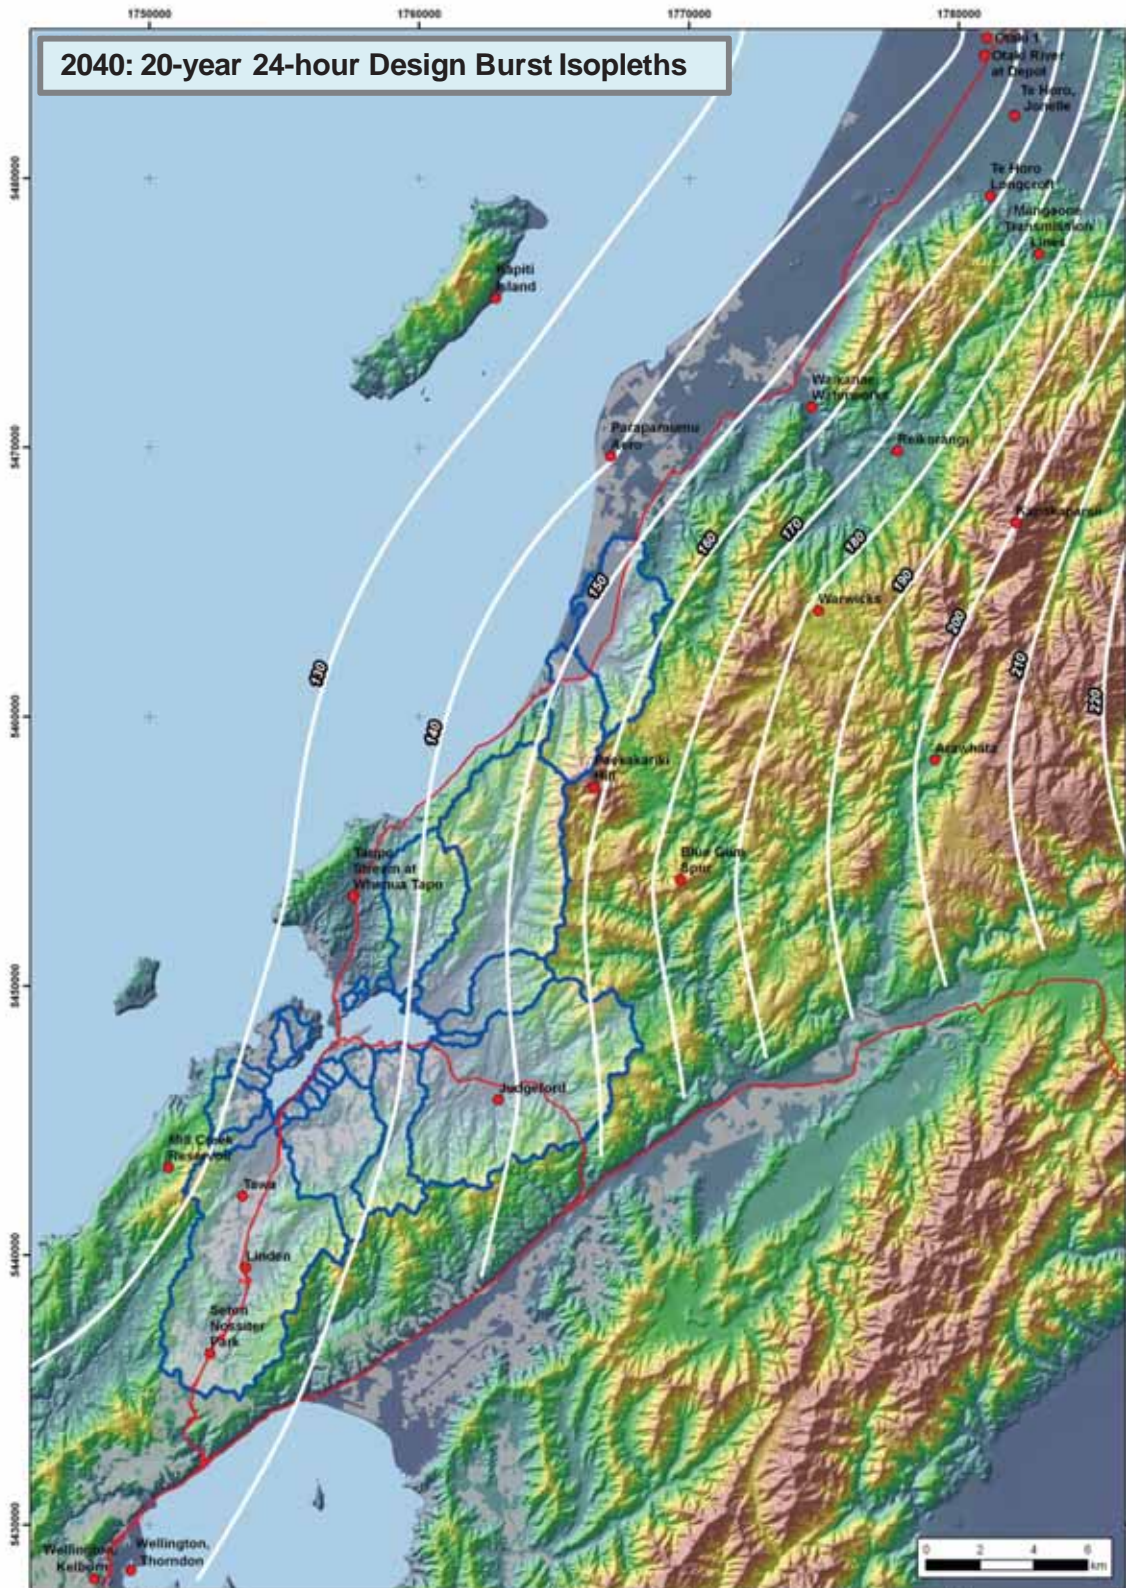 1750000
1760000
1770000
1780000
2040: 20-year 24-hour Design Burst Isopleths
Otaki 1
Otaki River
at Depot
Te Horo,
Jonelle
5480000
Te Horo
Longcroft
Mangaone
Transmission
Lines
Kapiti
Island
Waikanae
Waterworks
Paraparaumu
Aero
Reikorangi
5470000
Kapakapanui
160
170
180
150
190
Warwicks
200
210
130
220
140
5460000
Arawhata
Paekakariki
Hill
Blue Gum
Spur
Taupo
Stream at
Whenua Tapu
5450000
Judgeford
Mill Creek
Reservoir
Tawa
5440000
Linden
Seton
Nossiter
Park
5430000
Wellington,
Kelburn
Wellington,
Thorndon
0 2 4 6
km